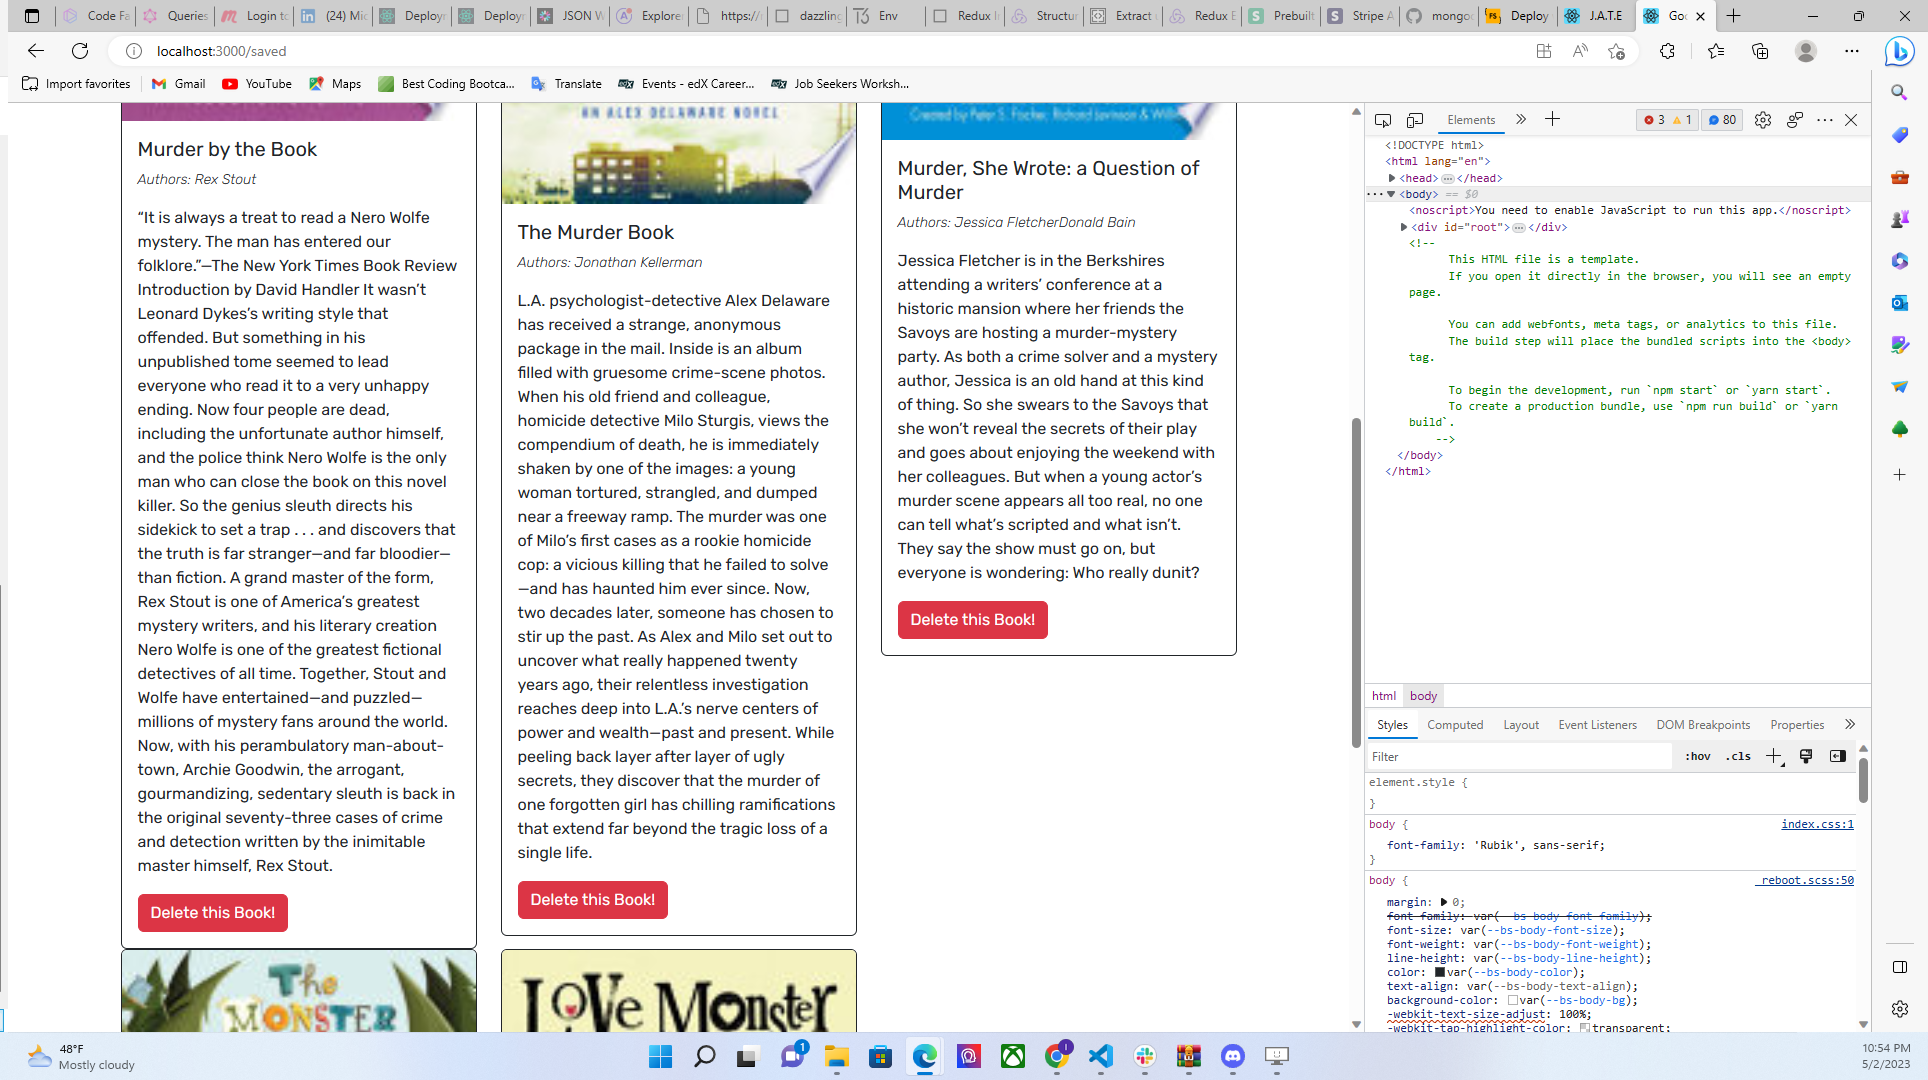 Code Fa
Queries
Login to
(24) Mic
Deploym
Deploym
JSON W
Explorer
https://
dazzling
Env
Redux In
Structur
Extract
Redux E
Prebuilt
Stripe A
mongoo
Deploy
J.A.T.E
Goo
localhost:3000/saved
Import favorites
Gmail
YouTube
Maps
Best Coding Bootca...
Translate
Events - edX Career...
Job Seekers Worksh...
Murder by the Book
Authors: Rex Stout
“It is always a treat to read a Nero Wolfe
mystery. The man has entered our
folklore.”—The New York Times Book Review
Introduction by David Handler It wasn’t
Leonard Dykes’s writing style that
offended. But something in his
unpublished tome seemed to lead
everyone who read it to a very unhappy
ending. Now four people are dead,
including the unfortunate author himself,
and the police think Nero Wolfe is the only
man who can close the book on this novel
killer. So the genius sleuth directs his
sidekick to set a trap . . . and discovers that
the truth is far stranger—and far bloodier—
than fiction. A grand master of the form,
Rex Stout is one of America’s greatest
mystery writers, and his literary creation
Nero Wolfe is one of the greatest fictional
detectives of all time. Together, Stout and
Wolfe have entertained—and puzzled—
millions of mystery fans around the world.
Now, with his perambulatory man-about-
town, Archie Goodwin, the arrogant,
gourmandizing, sedentary sleuth is back in
the original seventy-three cases of crime
and detection written by the inimitable
master himself, Rex Stout.
Delete this Book!
The
MONSTER
AN ALEX DELAWARE NOVEL
The Murder Book
Authors: Jonathan Kellerman
L.A. psychologist-detective Alex Delaware
has received a strange, anonymous
package in the mail. Inside is an album
filled with gruesome crime-scene photos.
When his old friend and colleague,
homicide detective Milo Sturgis, views the
compendium of death, he is immediately
shaken by one of the images: a young
woman tortured, strangled, and dumped
near a freeway ramp. The murder was one
of Milo’s first cases as a rookie homicide
cop: a vicious killing that he failed to solve
—and has haunted him ever since. Now,
two decades later, someone has chosen to
stir up the past. As Alex and Milo set out to
uncover what really happened twenty
years ago, their relentless investigation
reaches deep into L.A.’s nerve centers of
power and wealth—past and present. While
peeling back layer after layer of ugly
secrets, they discover that the murder of
one forgotten girl has chilling ramifications
that extend far beyond the tragic loss of a
single life.
Delete this Book!
LOVE MONSTER
Created by Peter S. Fischer, Richard Levinson & Willi
Murder, She Wrote: a Question of
Murder
Authors: Jessica FletcherDonald Bain
Jessica Fletcher is in the Berkshires
attending a writers’ conference at a
historic mansion where her friends the
Savoys are hosting a murder-mystery
party. As both a crime solver and a mystery
author, Jessica is an old hand at this kind
of thing. So she swears to the Savoys that
she won’t reveal the secrets of their play
and goes about enjoying the weekend with
her colleagues. But when a young actor’s
murder scene appears all too real, no one
can tell what’s scripted and what isn’t.
They say the show must go on, but
everyone is wondering: Who really dunit?
Delete this Book!
Elements
3
1
80
<!DOCTYPE html>
<html lang="en">
<head> ... </head>
... <body> == $0
<noscript>You need to enable JavaScript to run this app.</noscript>
<div id="root"> ... </div>
<!--
This HTML file is a template.
If you open it directly in the browser, you will see an empty
page.
You can add webfonts, meta tags, or analytics to this file.
The build step will place the bundled scripts into the <body>
tag.
To begin the development, run `npm start` or `yarn start`.
To create a production bundle, use `npm run build` or `yarn
build`.
-->
</body>
</html>
html body
Styles Computed Layout Event Listeners DOM Breakpoints Properties
Filter
:hov .cls
element.style {
}
body { index.css:1
font-family: 'Rubik', sans-serif;
}
body { _reboot.scss:50
margin: 0;
font-family: var(--bs-body-font-family);
font-size: var(--bs-body-font-size);
font-weight: var(--bs-body-font-weight);
line-height: var(--bs-body-line-height);
color: var(--bs-body-color);
text-align: var(--bs-body-text-align);
background-color: var(--bs-body-bg);
-webkit-text-size-adjust: 100%;
-webkit-tap-highlight-color: transparent;
48°F
Mostly cloudy
1
10:54 PM
5/2/2023